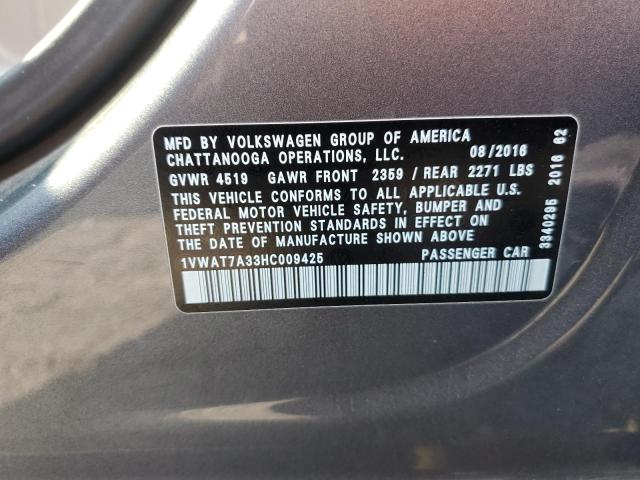 MFD BY VOLKSWAGEN GROUP OF AMERICA
CHATTANOOGA OPERATIONS, LLC. 08/2016
GVWR 4519 GAWR FRONT 2359 / REAR 2271 LBS
THIS VEHICLE CONFORMS TO ALL APPLICABLE U.S.
FEDERAL MOTOR VEHICLE SAFETY, BUMPER AND
THEFT PREVENTION STANDARDS IN EFFECT ON
THE DATE OF MANUFACTURE SHOWN ABOVE
1VWAT7A33HC009425 PASSENGER CAR
3340295 2016 62